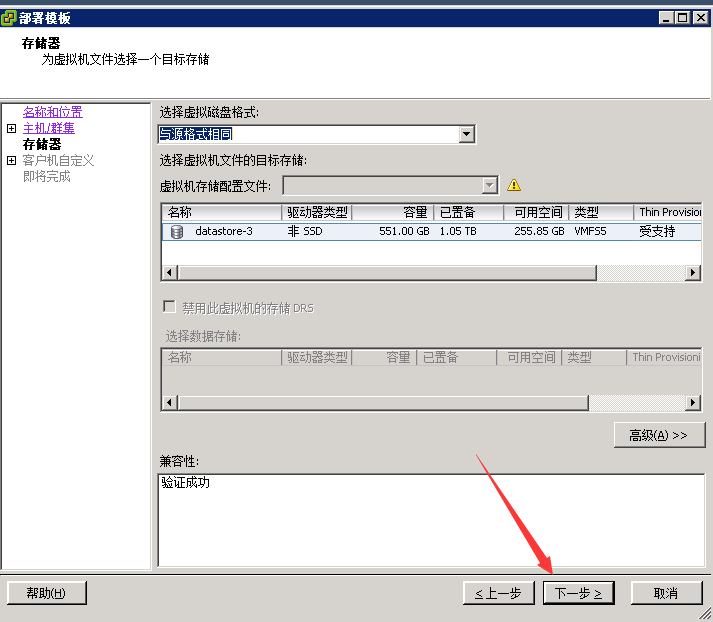 部署模板
存储器
为虚拟机文件选择一个目标存储
名称和位置
主机/群集
存储器
客户机自定义
即将完成
选择虚拟磁盘格式:
与源格式相同
选择虚拟机文件的目标存储:
虚拟机存储配置文件:
名称 驱动器类型 容量 已置备 可用空间 类型 Thin Provision
datastore-3 非 SSD 551.00 GB 1.05 TB 255.85 GB VMFS5 受支持
禁用此虚拟机的存储 DRS
选择数据存储:
名称 驱动器类型 容量 已置备 可用空间 类型 Thin Provisioni
高级(A) >>
兼容性:
验证成功
帮助(H) ≤上一步 下一步 ≥ 取消